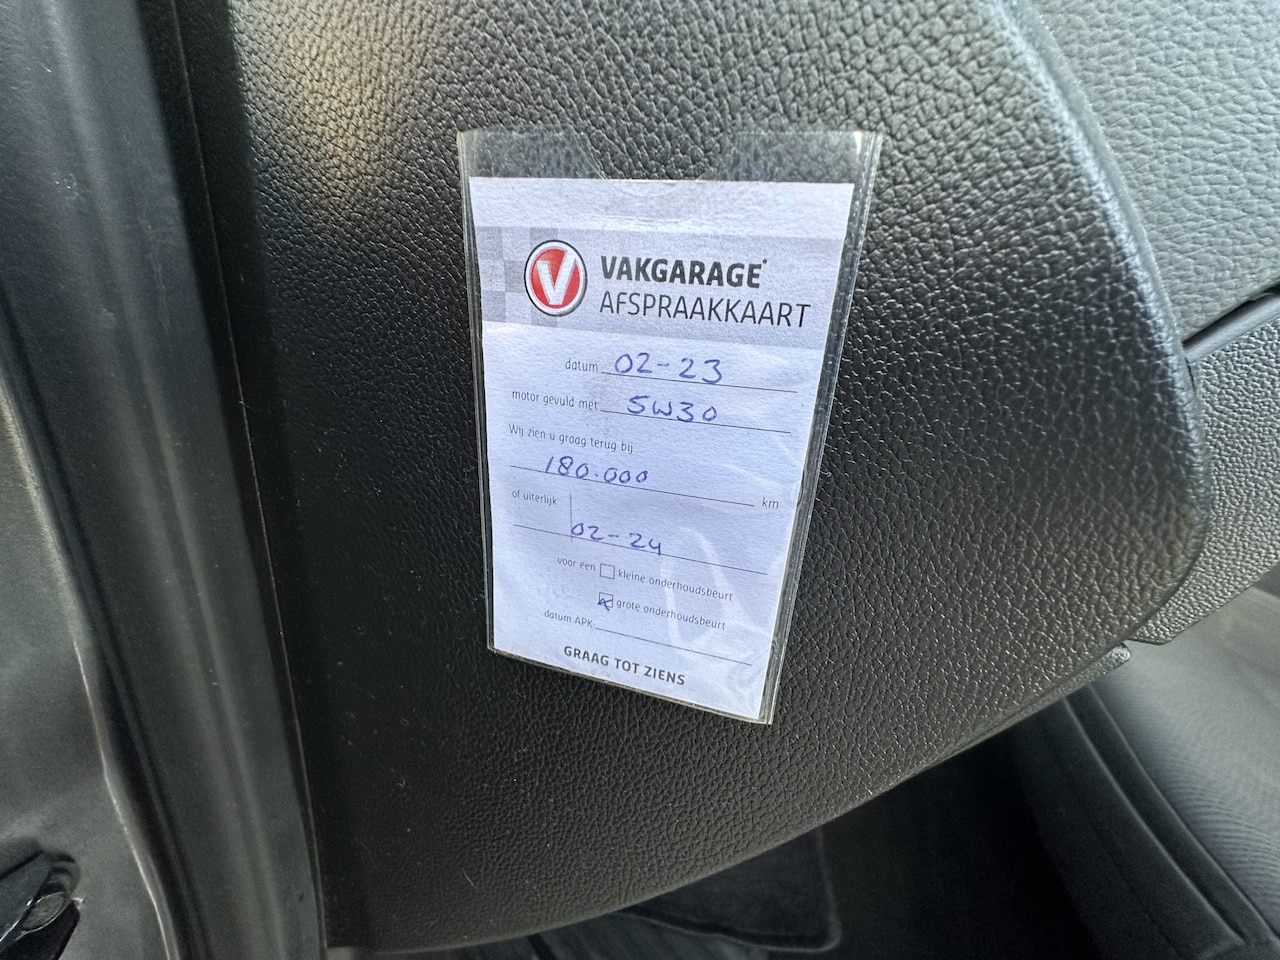 V
VAKGARAGE
AFSPRAAKKAART
datum 02-23
motor gevuld met 5W30
Wij zien u graag terug bij
180.000 km
of uiterlijk
02-24
voor een ☐ kleine onderhoudsbeurt
☒ grote onderhoudsbeurt
datum APK:
GRAAG TOT ZIENS